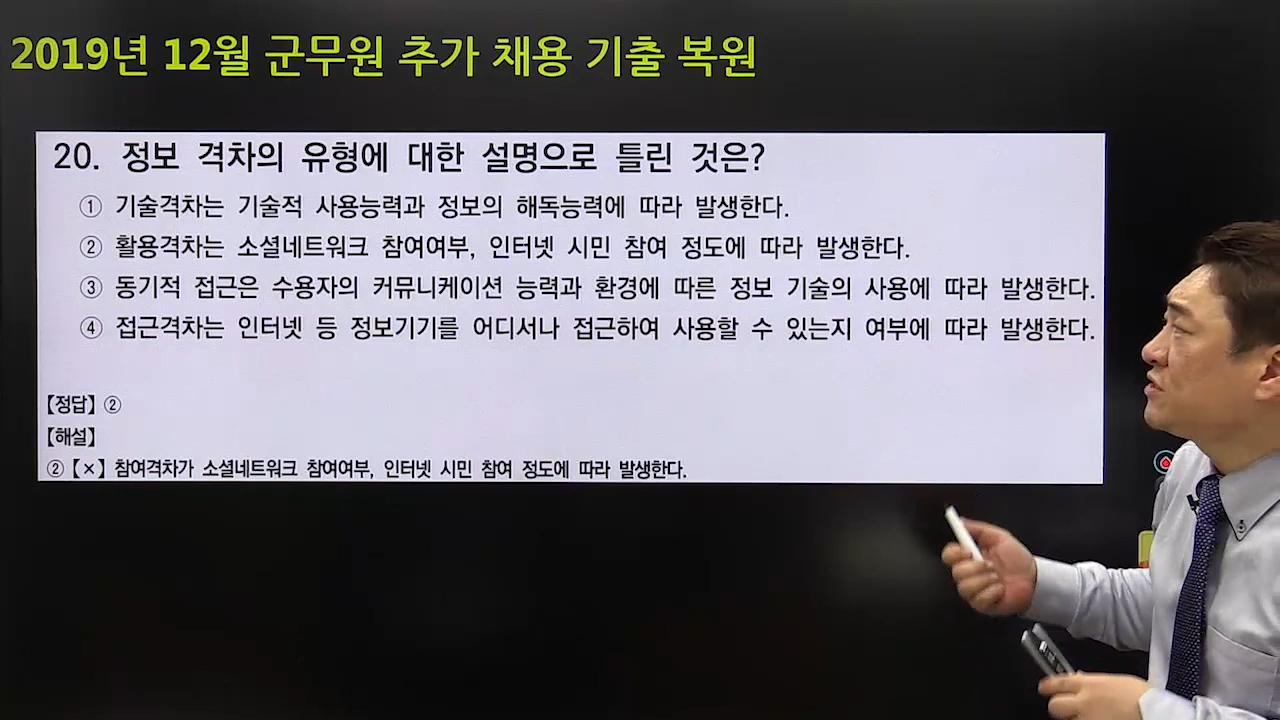 2019년 12월 군무원 추가 채용 기출 복원
20. 정보 격차의 유형에 대한 설명으로 틀린 것은?
① 기술격차는 기술적 사용능력과 정보의 해독능력에 따라 발생한다.
② 활용격차는 소셜네트워크 참여여부, 인터넷 시민 참여 정도에 따라 발생한다.
③ 동기적 접근은 수용자의 커뮤니케이션 능력과 환경에 따른 정보 기술의 사용에 따라 발생한다.
④ 접근격차는 인터넷 등 정보기기를 어디서나 접근하여 사용할 수 있는지 여부에 따라 발생한다.
【정답】 ②
【해설】
② 【×】 참여격차가 소셜네트워크 참여여부, 인터넷 시민 참여 정도에 따라 발생한다.